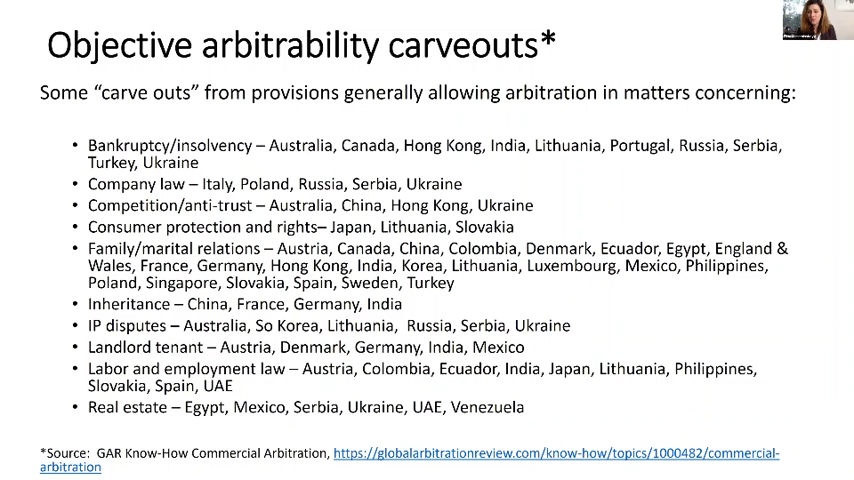 Objective arbitrability carveouts*
Some “carve outs” from provisions generally allowing arbitration in matters concerning:
• Bankruptcy/insolvency – Australia, Canada, Hong Kong, India, Lithuania, Portugal, Russia, Serbia,
Turkey, Ukraine
• Company law – Italy, Poland, Russia, Serbia, Ukraine
• Competition/anti-trust – Australia, China, Hong Kong, Ukraine
• Consumer protection and rights– Japan, Lithuania, Slovakia
• Family/marital relations – Austria, Canada, China, Colombia, Denmark, Ecuador, Egypt, England &
Wales, France, Germany, Hong Kong, India, Korea, Lithuania, Luxembourg, Mexico, Philippines,
Poland, Singapore, Slovakia, Spain, Sweden, Turkey
• Inheritance – China, France, Germany, India
• IP disputes – Australia, So Korea, Lithuania, Russia, Serbia, Ukraine
• Landlord tenant – Austria, Denmark, Germany, India, Mexico
• Labor and employment law – Austria, Colombia, Ecuador, India, Japan, Lithuania, Philippines,
Slovakia, Spain, UAE
• Real estate – Egypt, Mexico, Serbia, Ukraine, UAE, Venezuela
*Source: GAR Know-How Commercial Arbitration, https://globalarbitrationreview.com/know-how/topics/1000482/commercial-
arbitration